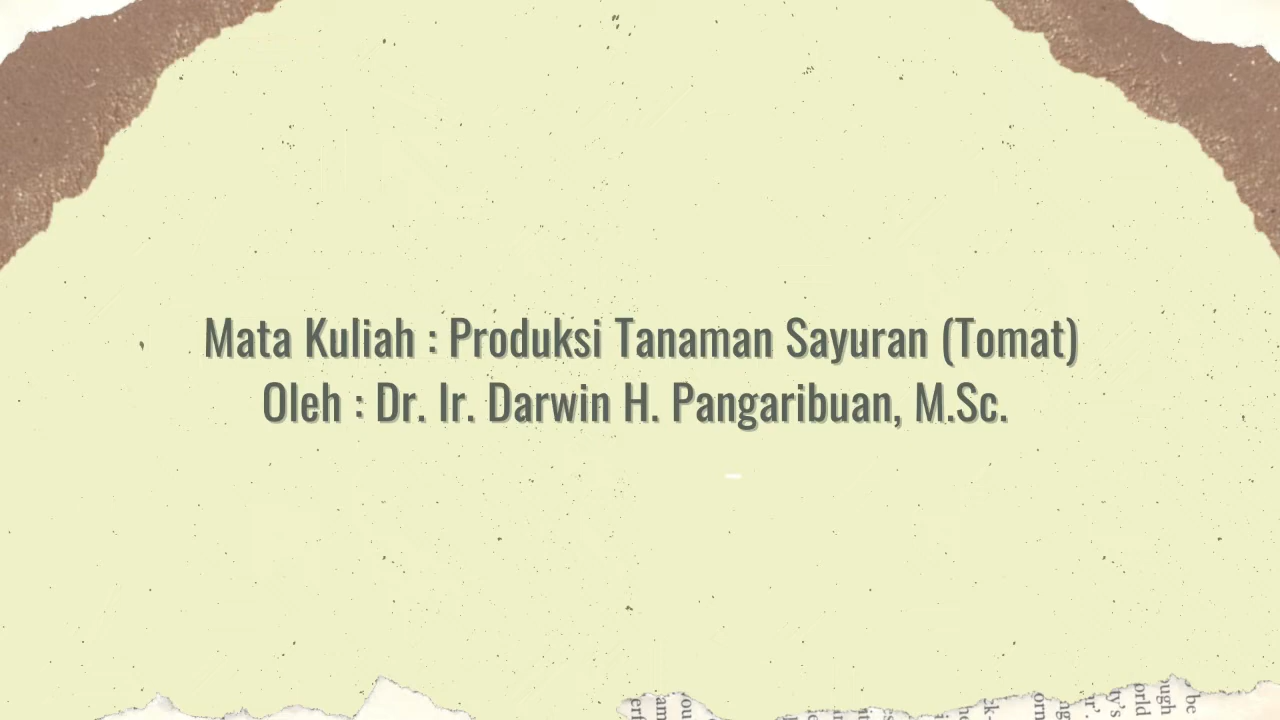 Mata Kuliah : Produksi Tanaman Sayuran (Tomat)
Oleh : Dr. Ir. Darwin H. Pangaribuan, M.Sc.